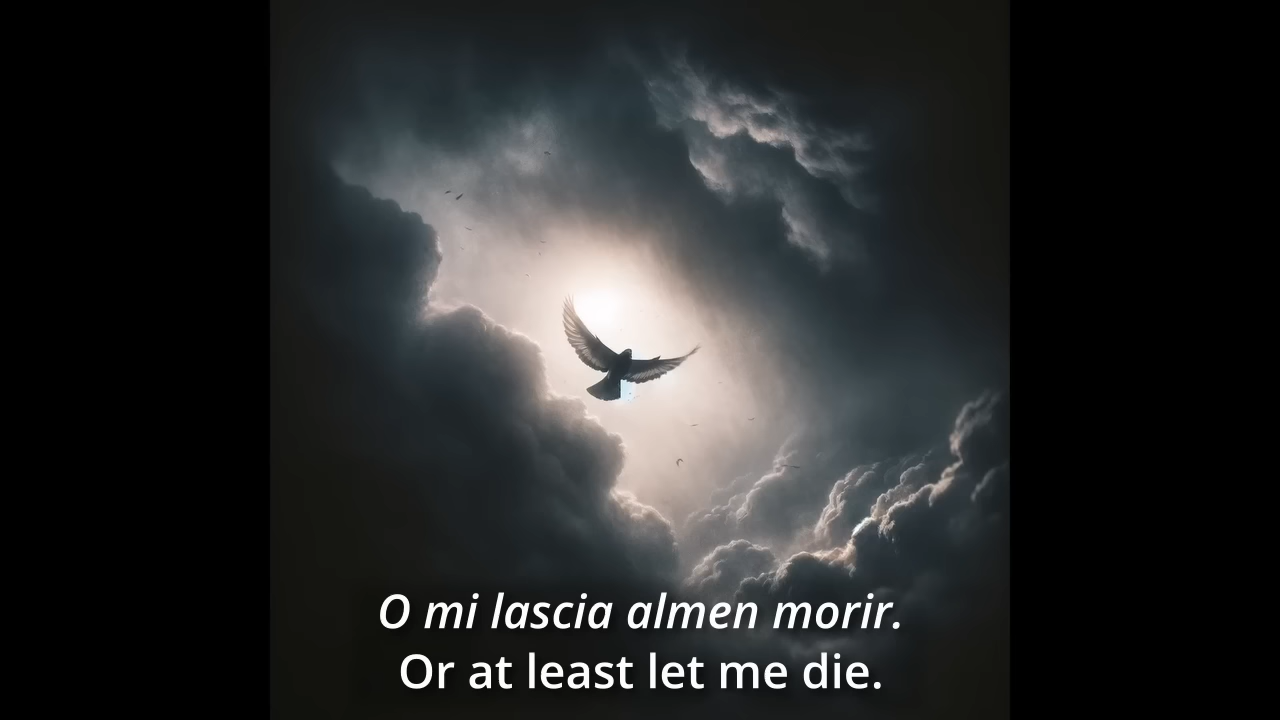 O mi lascia almen morir.
Or at least let me die.